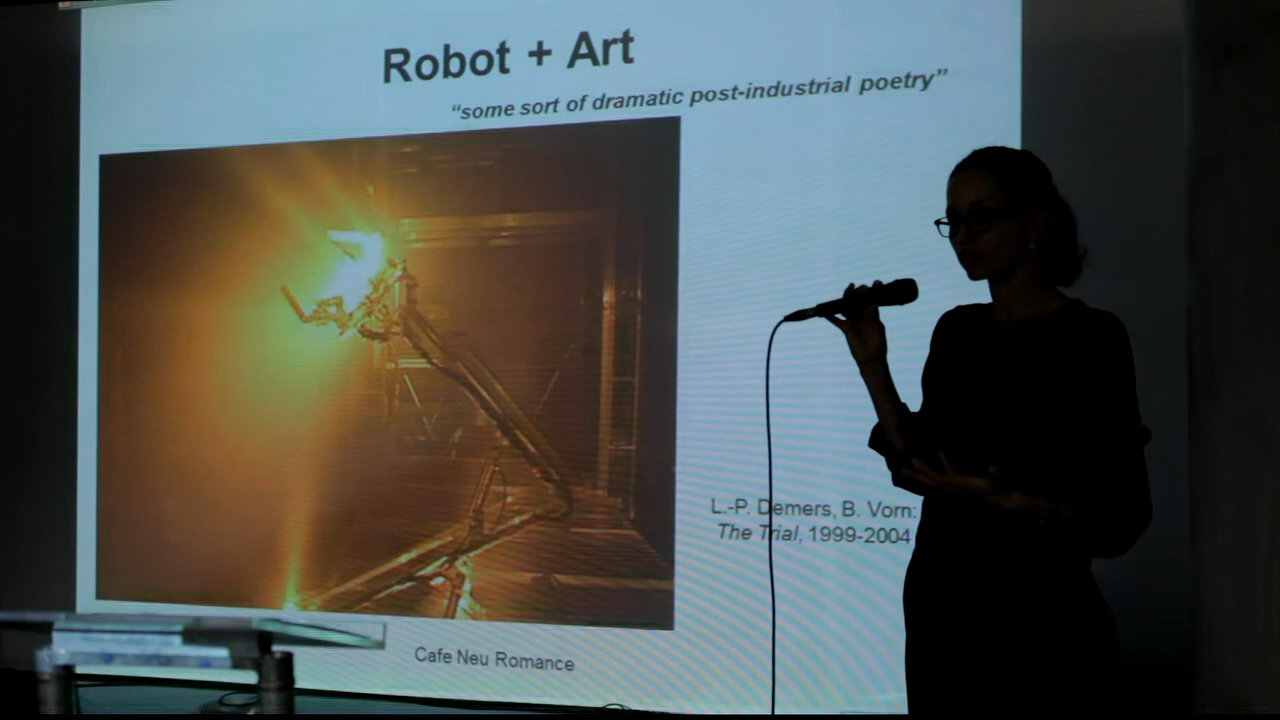 Robot + Art
“some sort of dramatic post-industrial poetry”
L.-P. Demers, B. Vorn:
The Trial, 1999-2004
Cafe Neu Romance